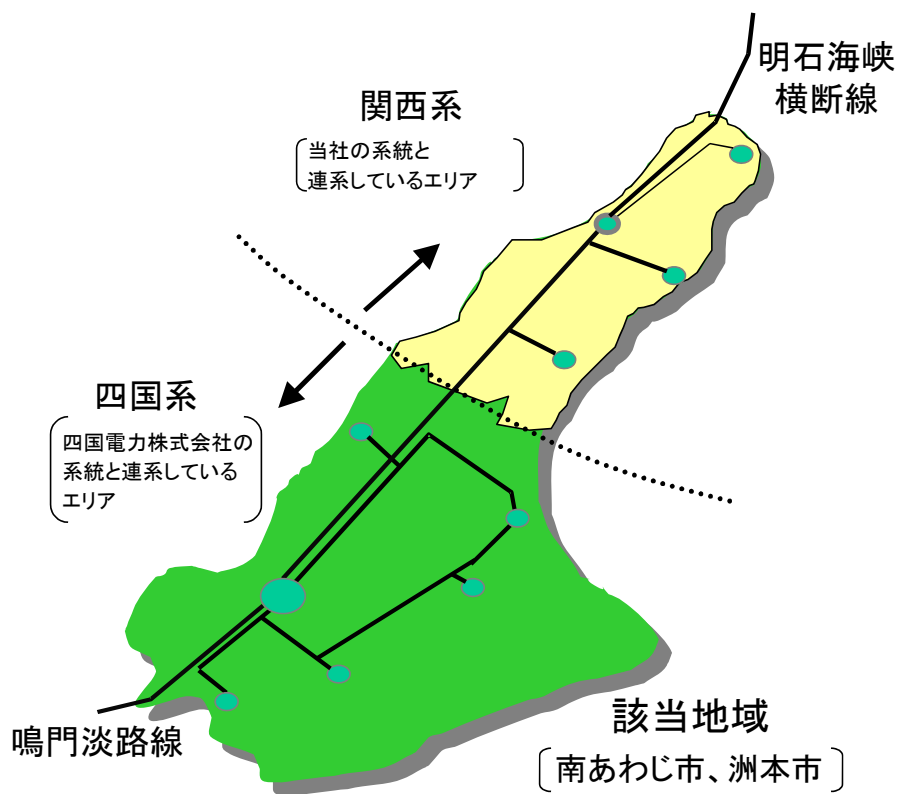 明石海峡
横断線
関西系
当社の系統と
連系しているエリア
四国系
四国電力株式会社の
系統と連系している
エリア
鳴門淡路線
該当地域
南あわじ市、洲本市